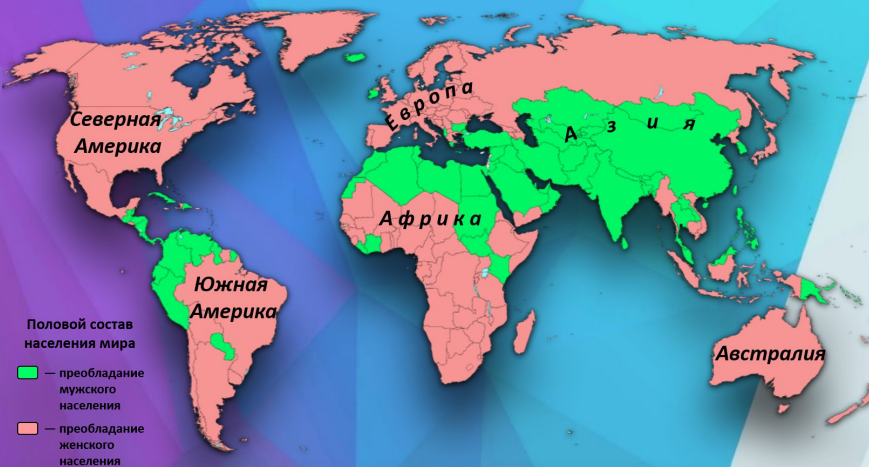 Северная
Америка
Европа
Азия
Африка
Южная
Америка
Австралия
Половой состав
населения мира
— преобладание
мужского
населения
— преобладание
женского
населения